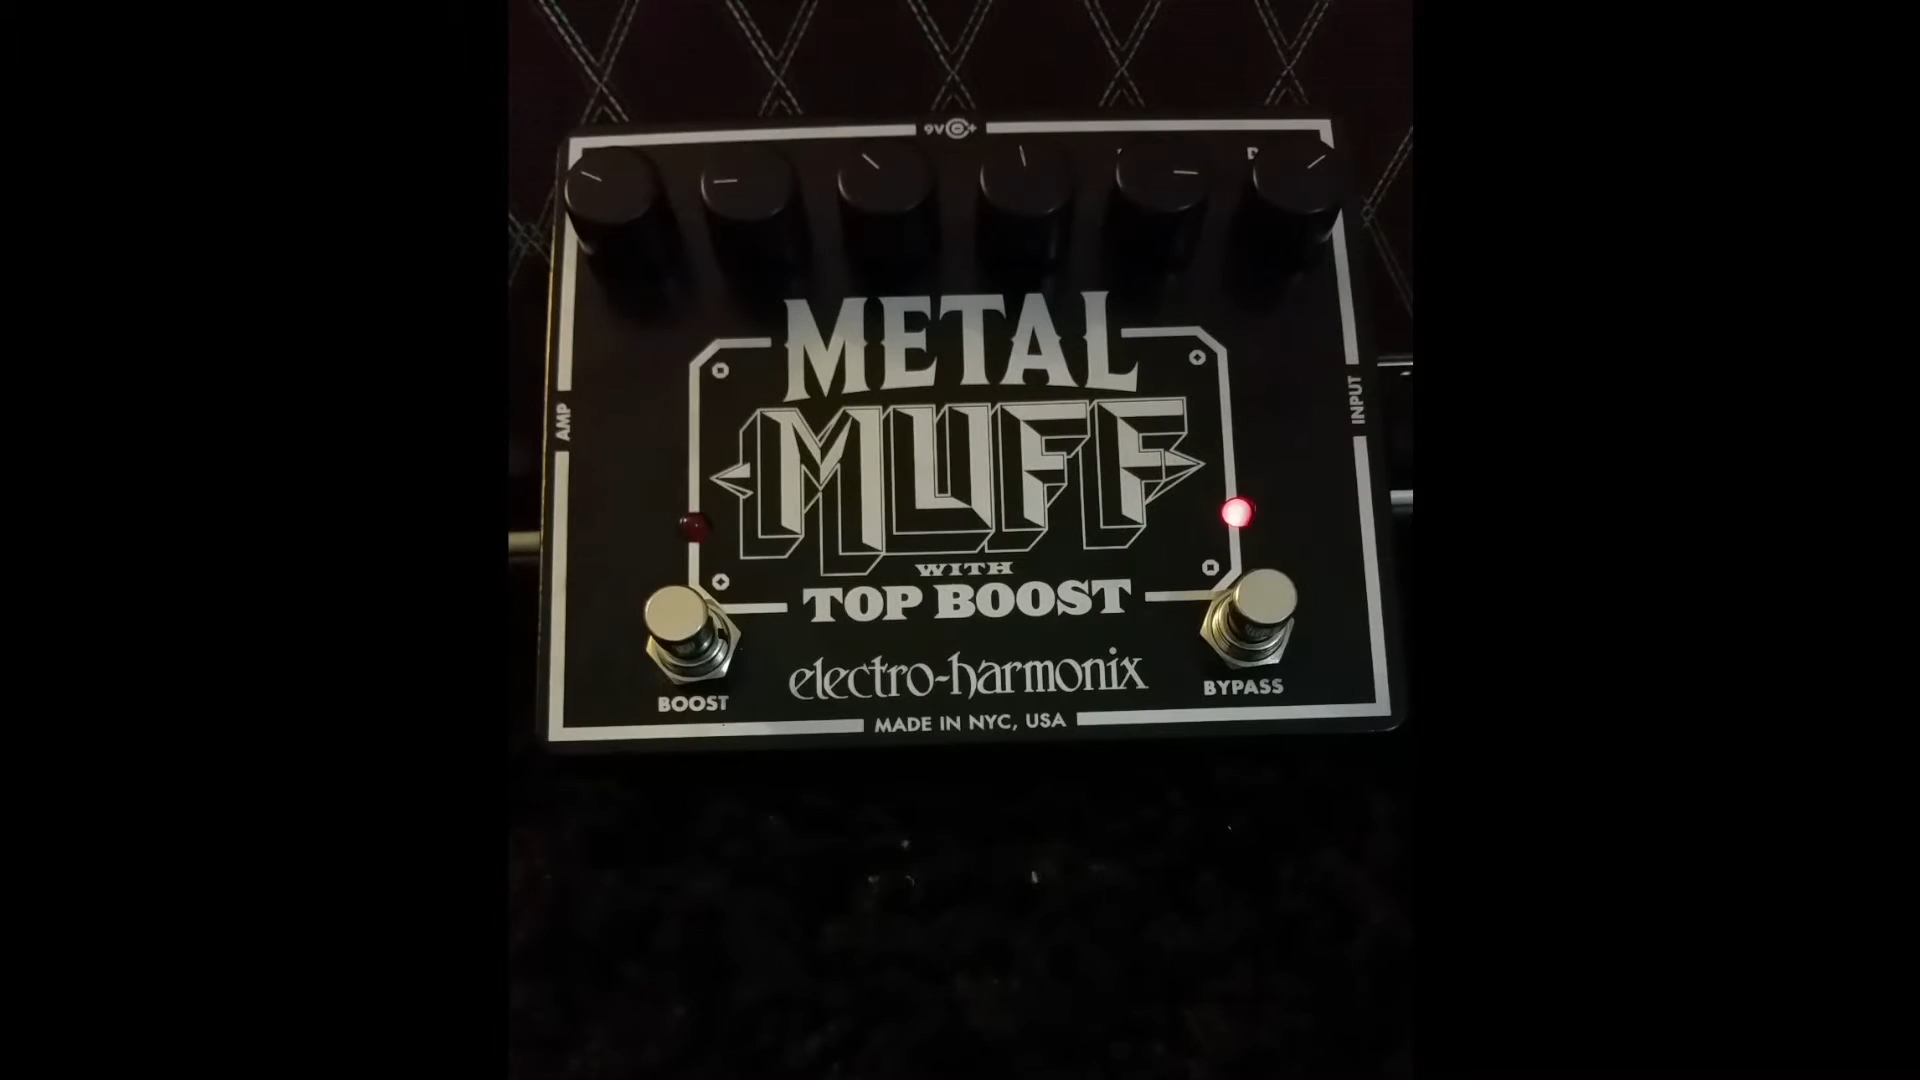 9V
AMP
INPUT
METAL
MUFF
WITH
TOP BOOST
electro-harmonix
BOOST
BYPASS
MADE IN NYC, USA